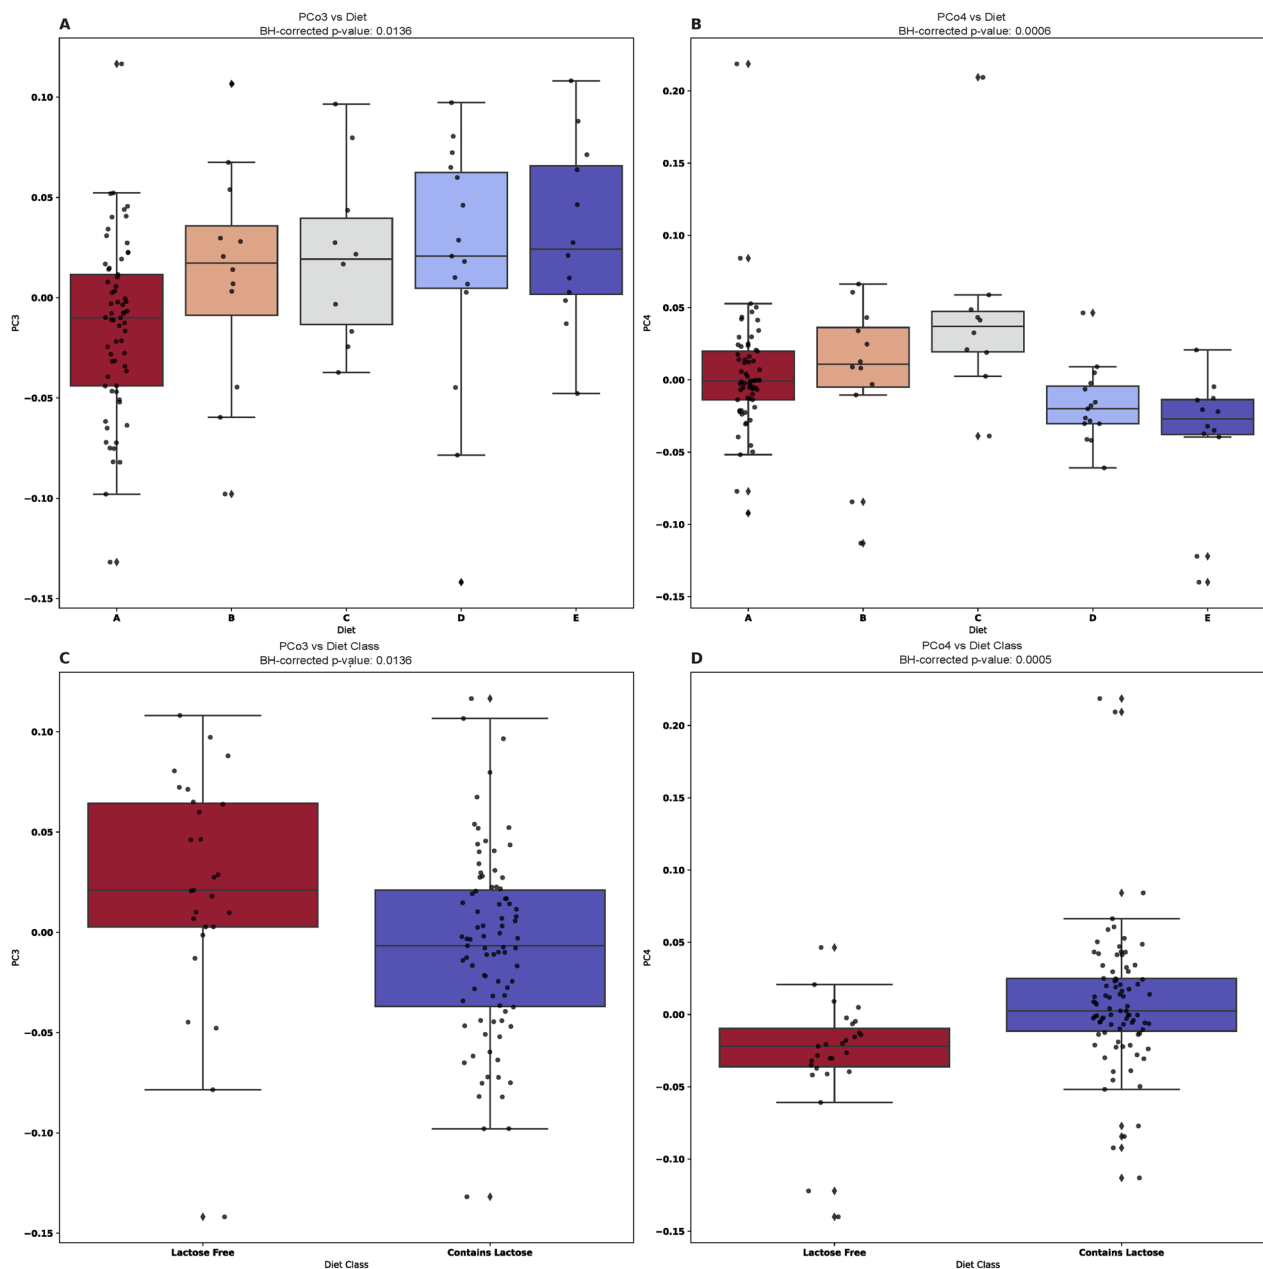 A
PCo3 vs Diet
BH-corrected p-value: 0.0136
PC3
0.10
0.05
0.00
−0.05
−0.10
−0.15
A B C D E
Diet
B
PCo4 vs Diet
BH-corrected p-value: 0.0006
PC4
0.20
0.15
0.10
0.05
0.00
−0.05
−0.10
−0.15
A B C D E
Diet
C
PCo3 vs Diet Class
BH-corrected p-value: 0.0136
PC3
0.10
0.05
0.00
−0.05
−0.10
−0.15
Lactose Free Contains Lactose
Diet Class
D
PCo4 vs Diet Class
BH-corrected p-value: 0.0005
PC4
0.20
0.15
0.10
0.05
0.00
−0.05
−0.10
−0.15
Lactose Free Contains Lactose
Diet Class